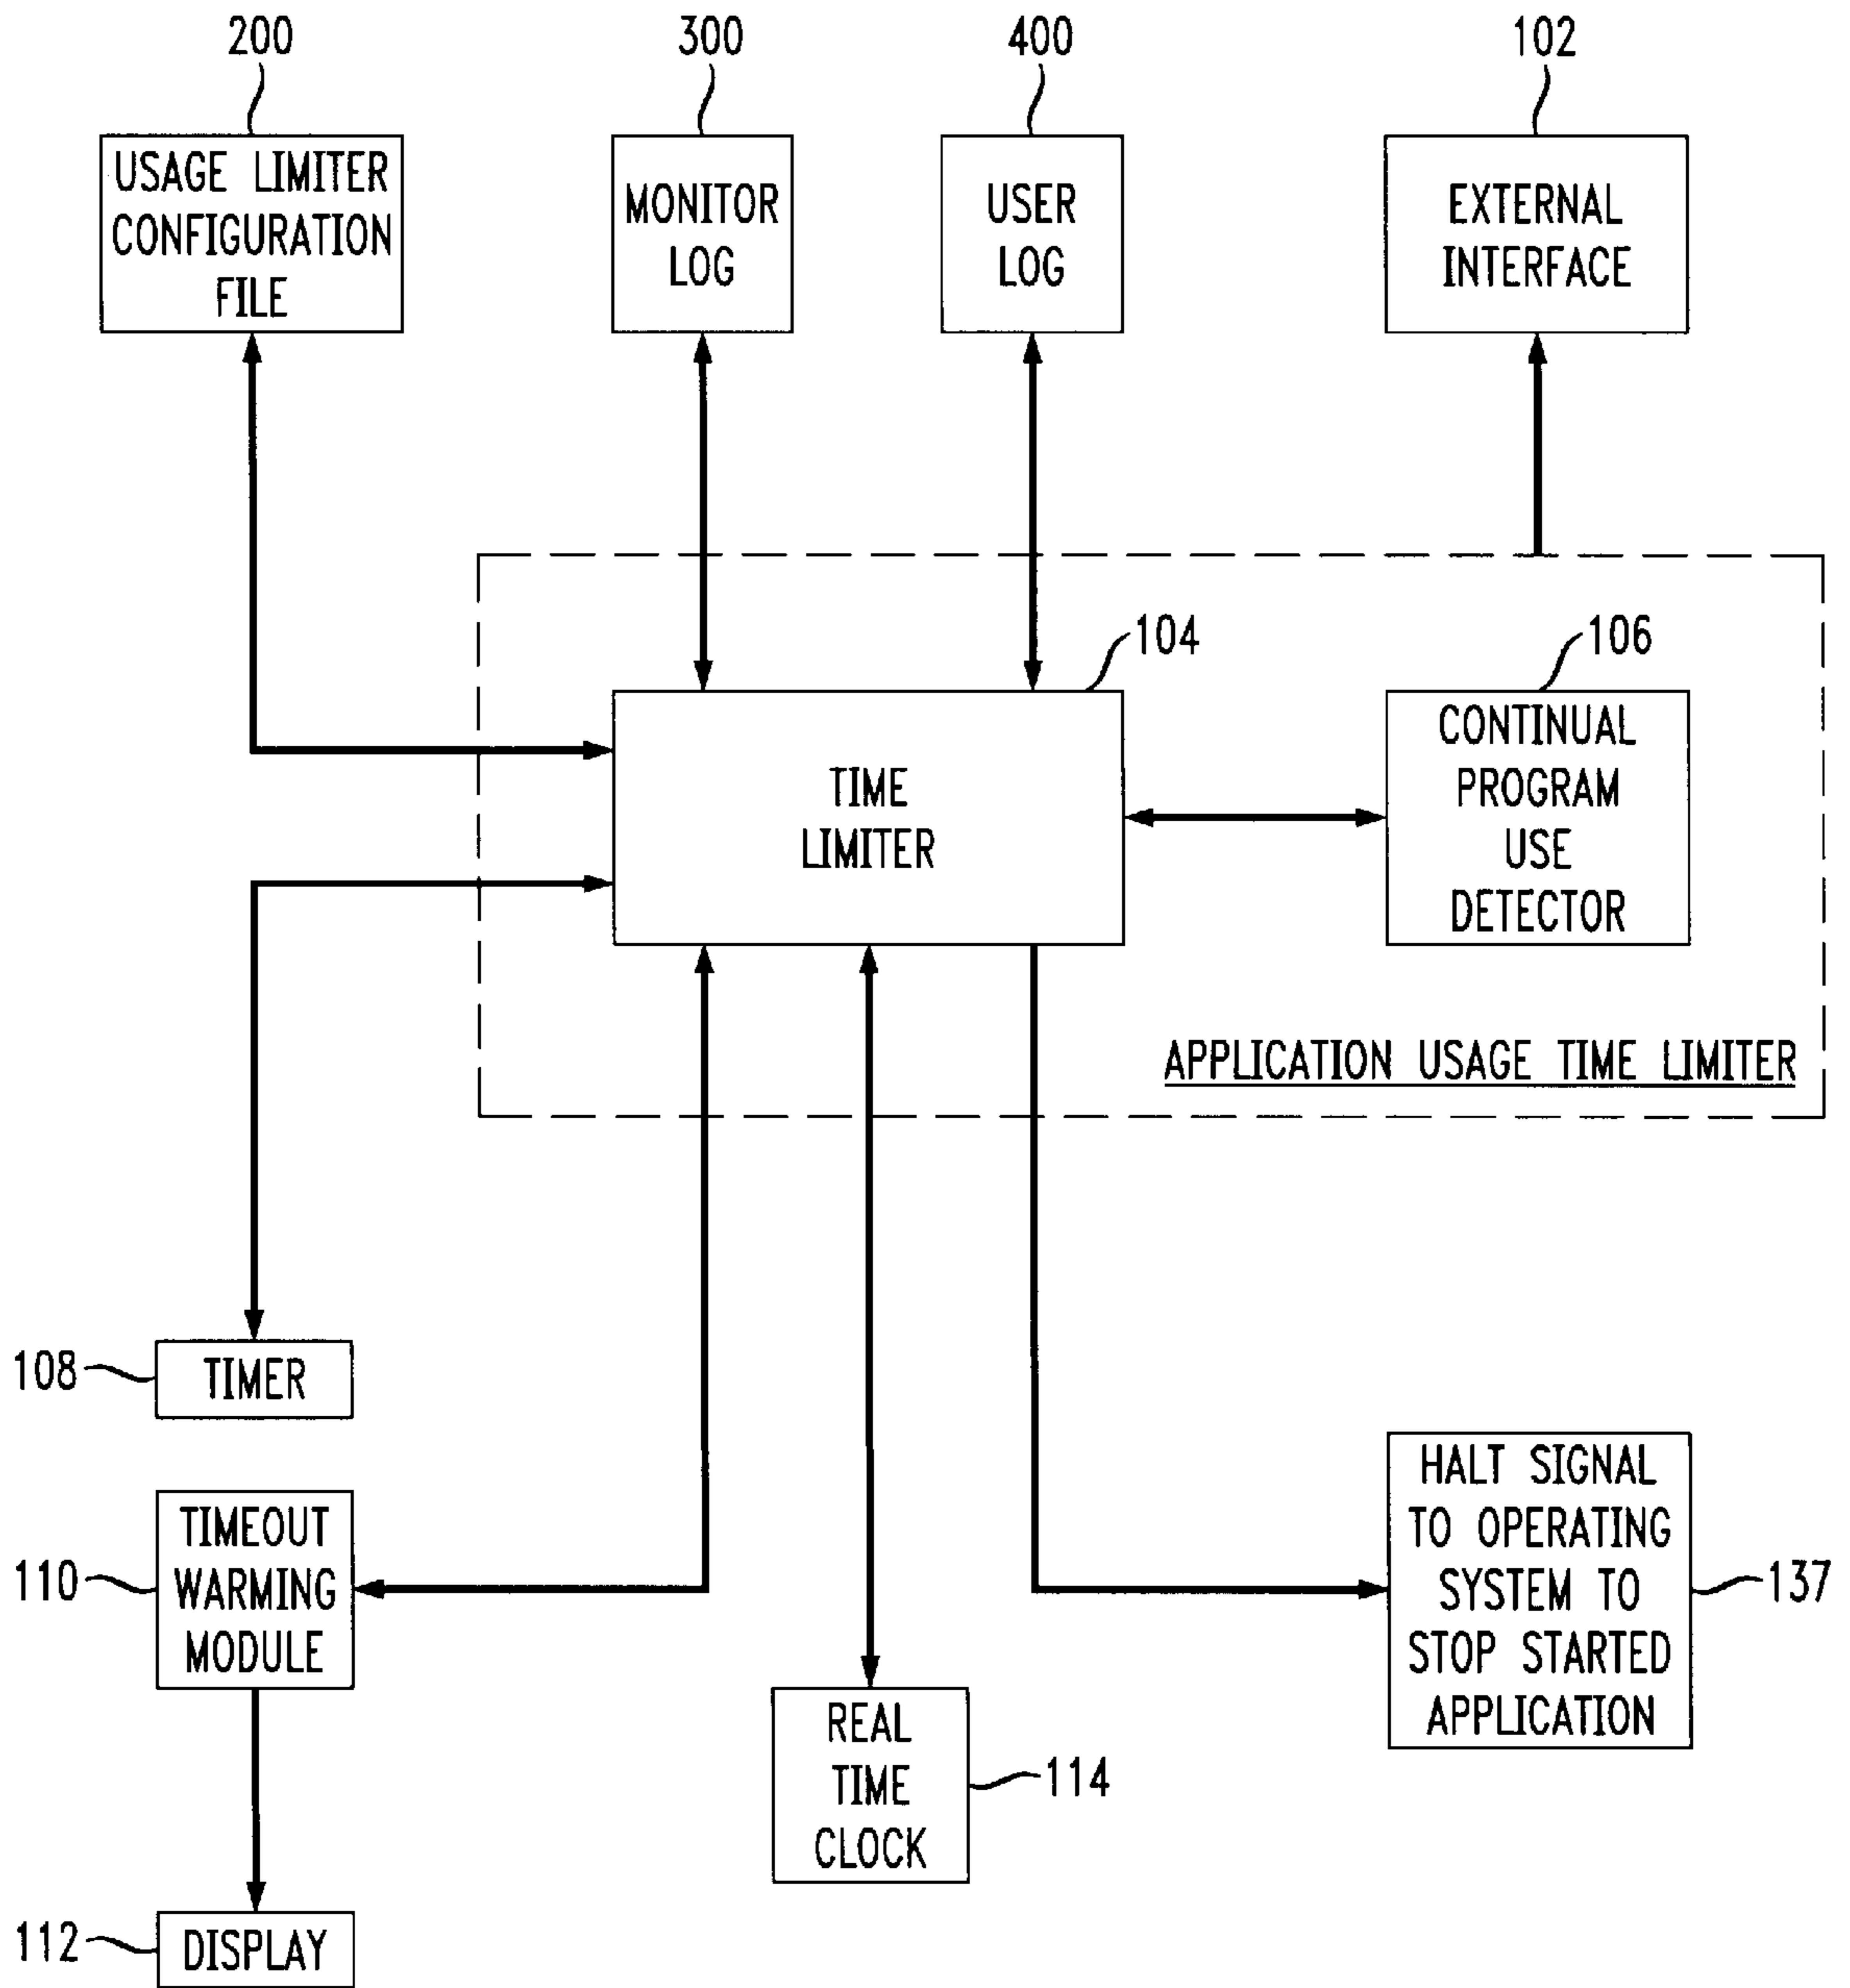 200
300
400
102
USAGE LIMITER
CONFIGURATION
FILE
MONITOR
LOG
USER
LOG
EXTERNAL
INTERFACE
104
106
TIME
LIMITER
CONTINUAL
PROGRAM
USE
DETECTOR
APPLICATION USAGE TIME LIMITER
108
TIMER
110
TIMEOUT
WARMING
MODULE
HALT SIGNAL
TO OPERATING
SYSTEM TO
STOP STARTED
APPLICATION
137
REAL
TIME
CLOCK
114
112
DISPLAY